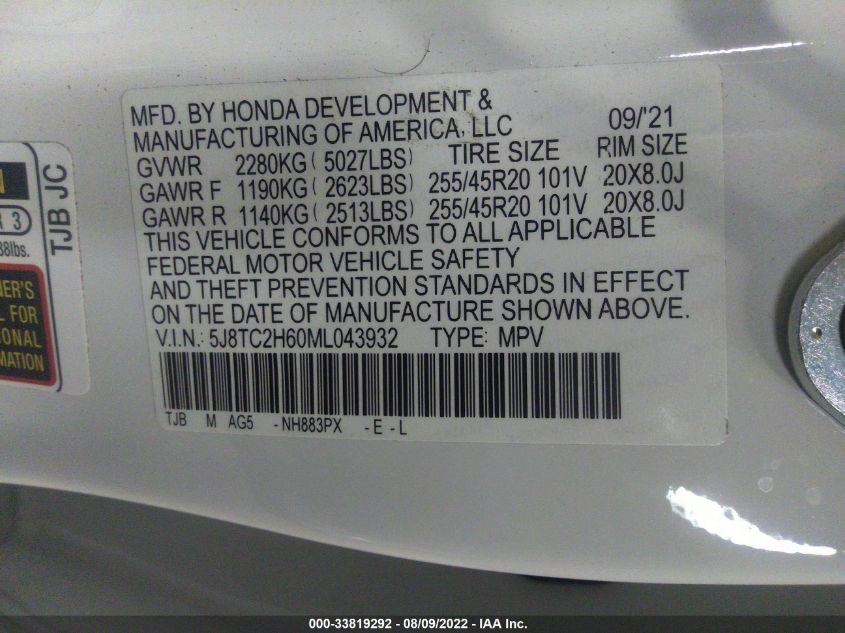 MFD. BY HONDA DEVELOPMENT &
MANUFACTURING OF AMERICA, LLC 09/21
GVWR 2280KG ( 5027LBS) TIRE SIZE RIM SIZE
GAWR F 1190KG ( 2623LBS) 255/45R20 101V 20X8.0J
GAWR R 1140KG ( 2513LBS) 255/45R20 101V 20X8.0J
THIS VEHICLE CONFORMS TO ALL APPLICABLE
FEDERAL MOTOR VEHICLE SAFETY
AND THEFT PREVENTION STANDARDS IN EFFECT
ON THE DATE OF MANUFACTURE SHOWN ABOVE.
V.I.N.: 5J8TC2H60ML043932 TYPE: MPV
TJB M AG5 -NH883PX -E-L
TJB JC
3
lbs.
FOR
000-33819292 - 08/09/2022 - IAA Inc.